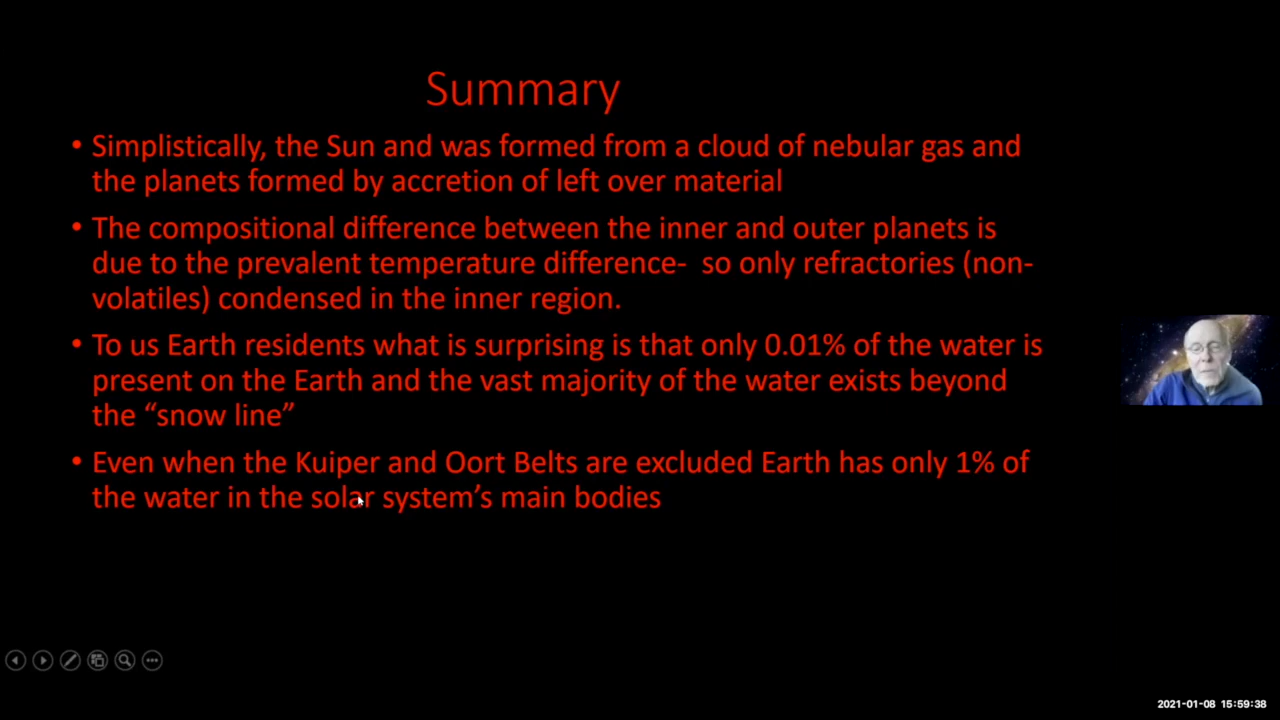 Summary
• Simplistically, the Sun and was formed from a cloud of nebular gas and
the planets formed by accretion of left over material
• The compositional difference between the inner and outer planets is
due to the prevalent temperature difference-  so only refractories (non-
volatiles) condensed in the inner region.
• To us Earth residents what is surprising is that only 0.01% of the water is
present on the Earth and the vast majority of the water exists beyond
the “snow line”
• Even when the Kuiper and Oort Belts are excluded Earth has only 1% of
the water in the solar system’s main bodies
2021-01-08 15:59:38